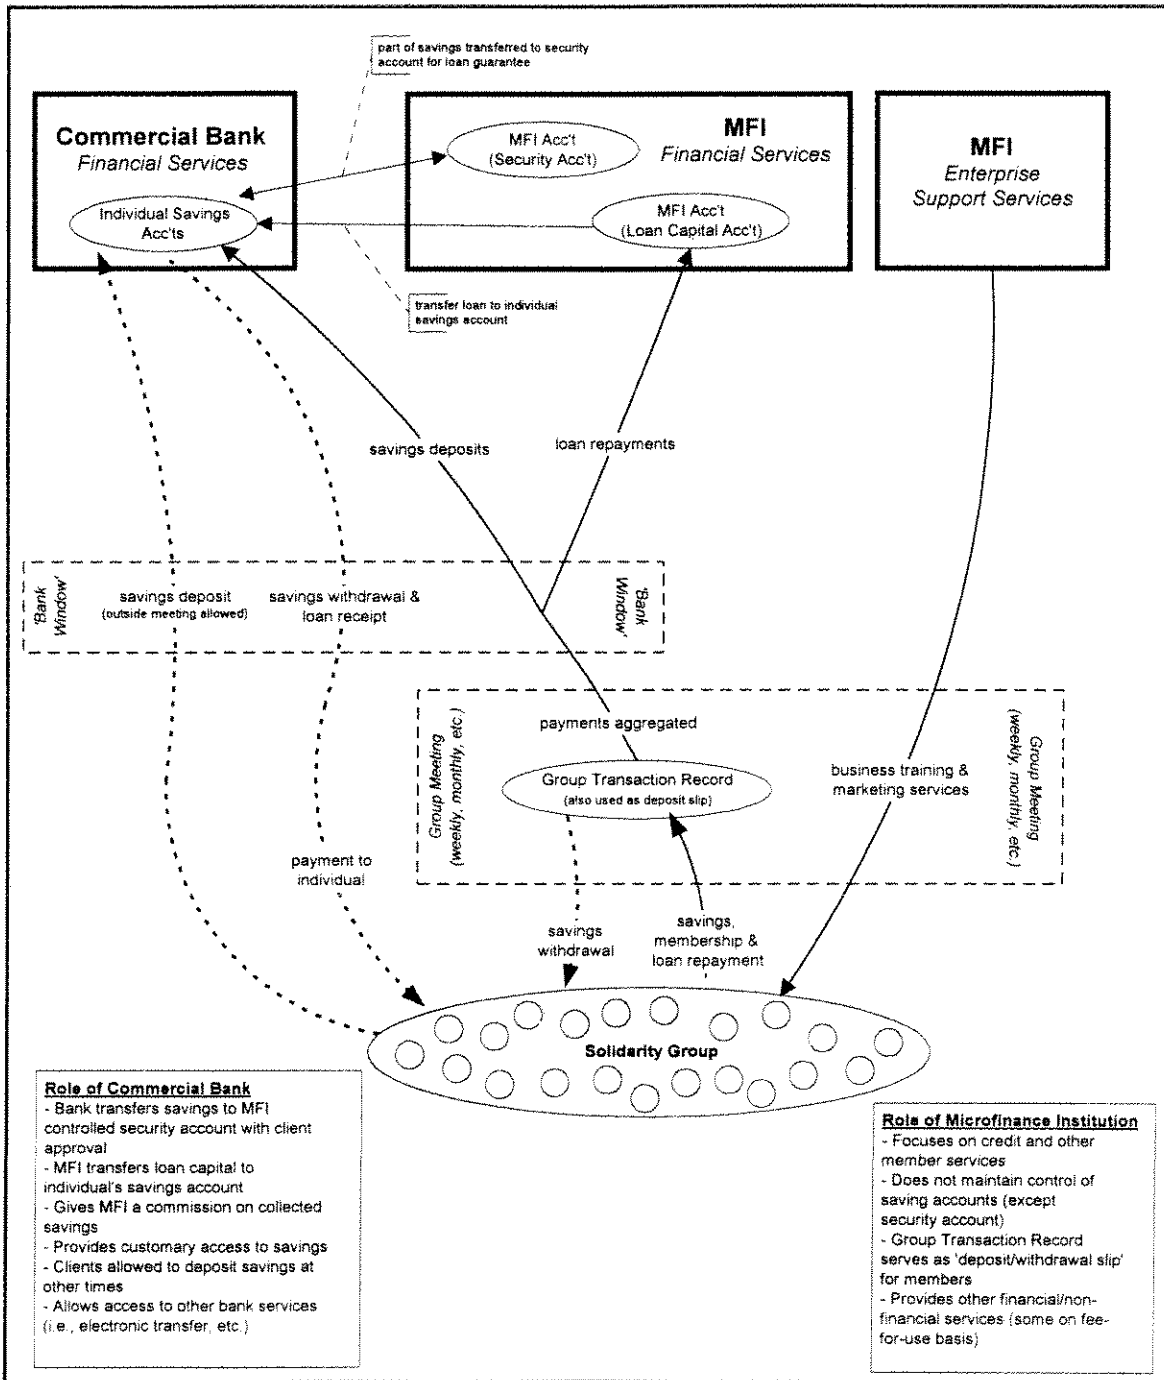 part of savings transferred to security
account for loan guarantee
Commercial Bank
Financial Services
Individual Savings
Acc'ts
MFI Acc't
(Security Acc't)
MFI
Financial Services
MFI Acc't
(Loan Capital Acc't)
MFI
Enterprise
Support Services
transfer loan to individual
savings account
savings deposits
loan repayments
'Bank
Window'
savings deposit
(outside meeting allowed)
savings withdrawal &
loan receipt
'Bank
Window'
Group Meeting
(weekly, monthly, etc.)
payments aggregated
Group Transaction Record
(also used as deposit slip)
business training &
marketing services
Group Meeting
(weekly, monthly, etc.)
payment to
individual
savings
withdrawal
savings,
membership &
loan repayment
Solidarity Group
Role of Commercial Bank
- Bank transfers savings to MFI
controlled security account with client
approval
- MFI transfers loan capital to
individual's savings account
- Gives MFI a commission on collected
savings
- Provides customary access to savings
- Clients allowed to deposit savings at
other times
- Allows access to other bank services
(i.e., electronic transfer, etc.)
Role of Microfinance Institution
- Focuses on credit and other
member services
- Does not maintain control of
saving accounts (except
security account)
- Group Transaction Record
serves as 'deposit/withdrawal slip'
for members
- Provides other financial/non-
financial services (some on fee-
for-use basis)